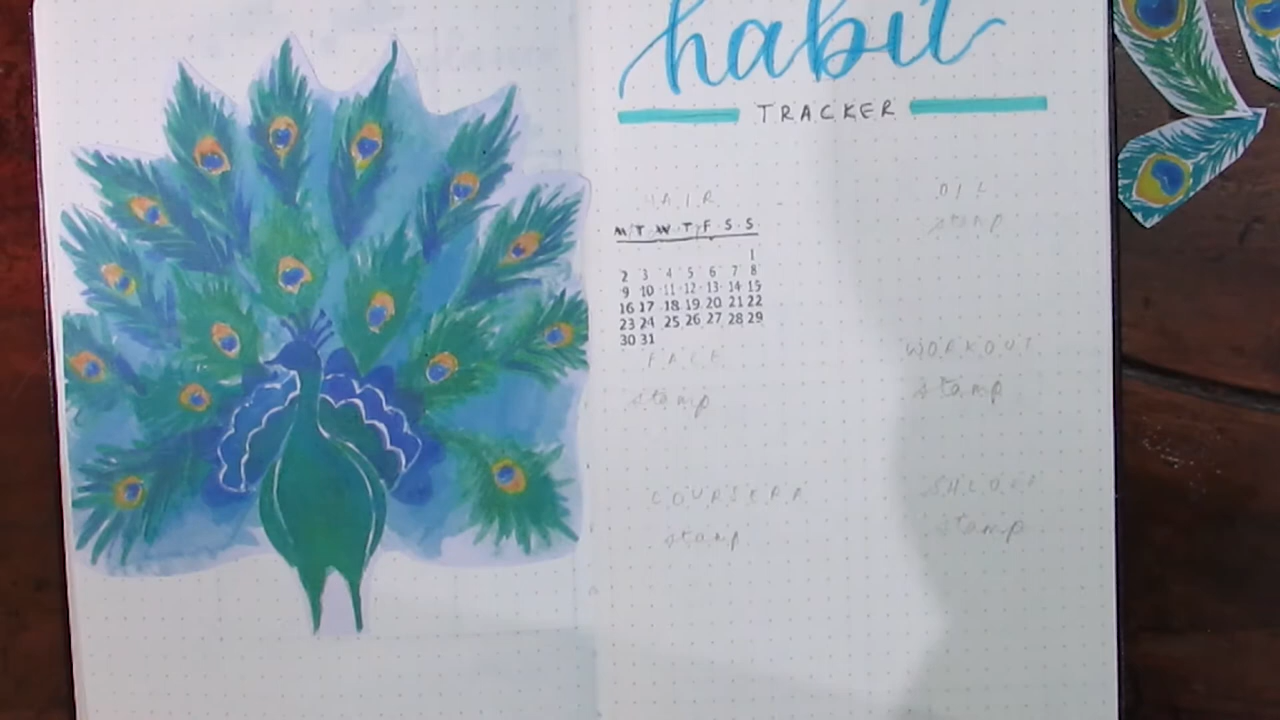 habit
TRACKER
HAIR
OIL
stamp
M T W T F S S
1
2 3 4 5 6 7 8
9 10 11 12 13 14 15
16 17 18 19 20 21 22
23 24 25 26 27 28 29
30 31
FACE
stamp
WORKOUT
stamp
COURSERA
stamp
stamp